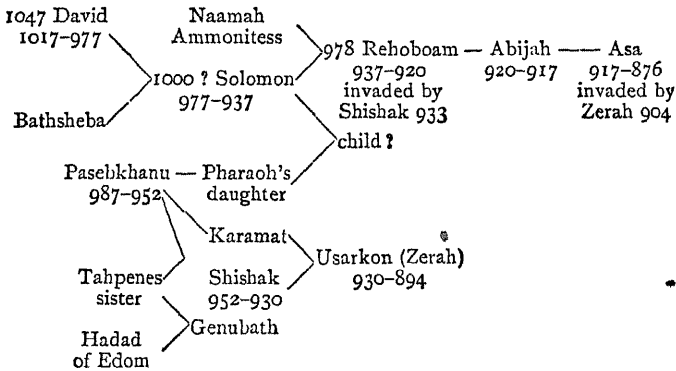 1047 David
1017–977
Naamah
Ammonitess
978 Rehoboam — Abijah — Asa
937–920 920–917 917–876
invaded by invaded by
Shishak 933 Zerah 904
1000 ? Solomon
977–937
Bathsheba
child ?
Pasebkhanu — Pharaoh's
987–952 daughter
Karamat
Usarkon (Zerah)
930–894
Tahpenes Shishak
sister 952–930
Genubath
Hadad
of Edom